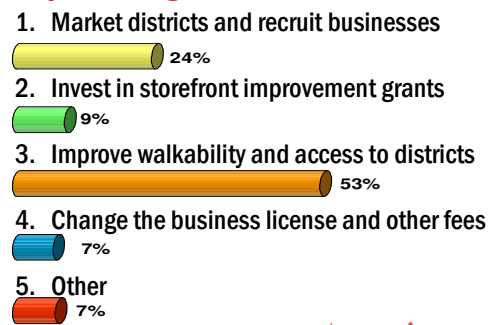 1. Market districts and recruit businesses
24%
2. Invest in storefront improvement grants
9%
3. Improve walkability and access to districts
53%
4. Change the business license and other fees
7%
5. Other
7%